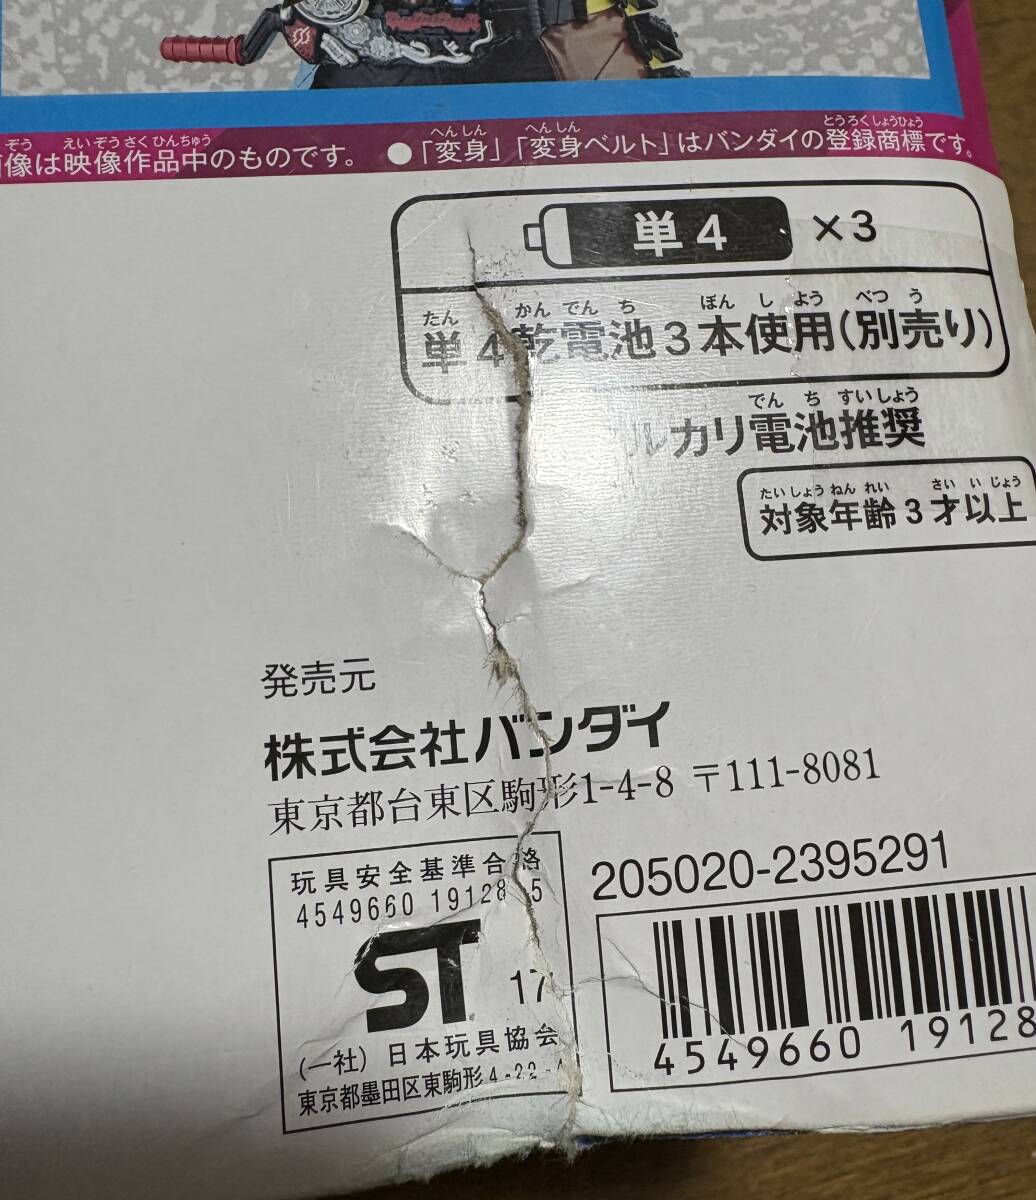 像は映像作品中のものです。 ●「変身」「変身ベルト」はバンダイの登録商標です。
単4 ×3
単4乾電池3本使用(別売り)
ルカリ電池推奨
対象年齢3才以上
発売元
株式会社バンダイ
東京都台東区駒形1-4-8 〒111-8081
205020-2395291
玩具安全基準合格
4549660 191285
ST
17
(一社) 日本玩具協会
東京都墨田区東駒形4-22-4
4549660 19128